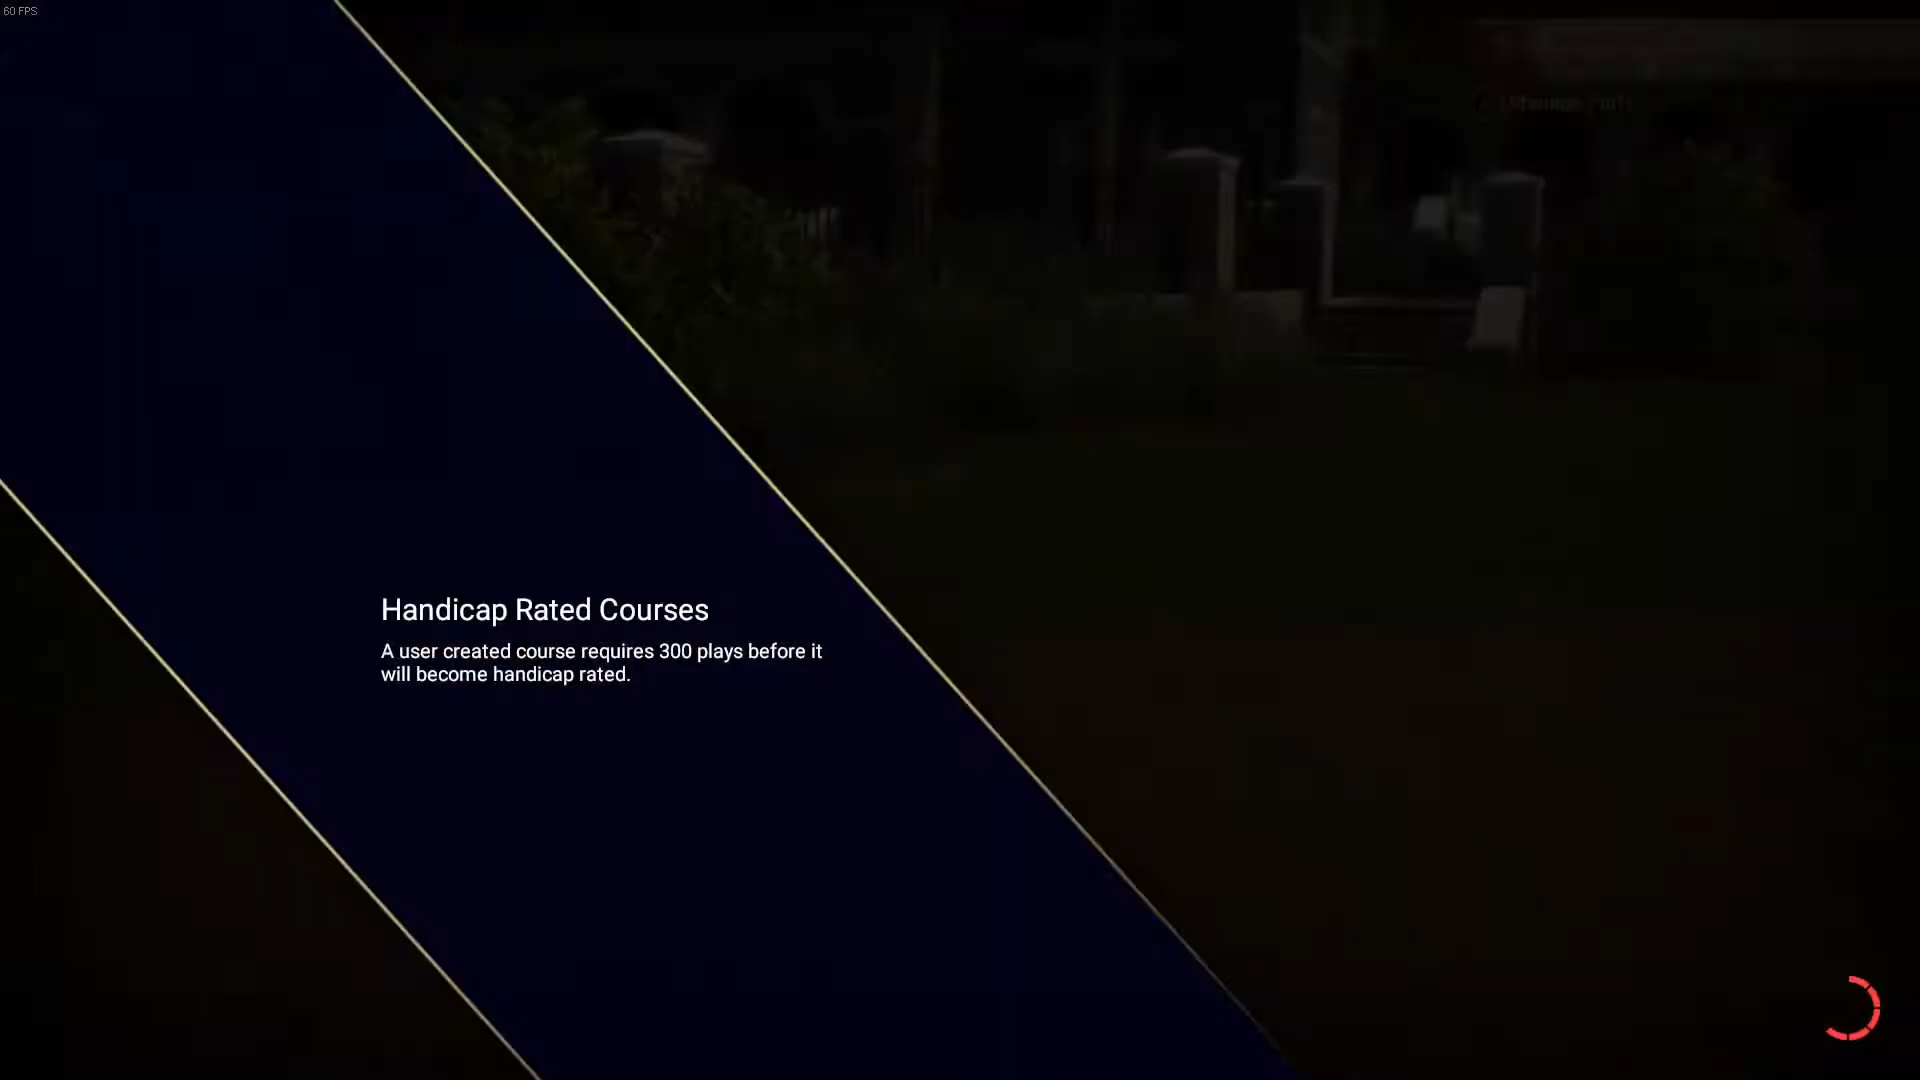 60 FPS
Handicap Rated Courses
A user created course requires 300 plays before it
will become handicap rated.